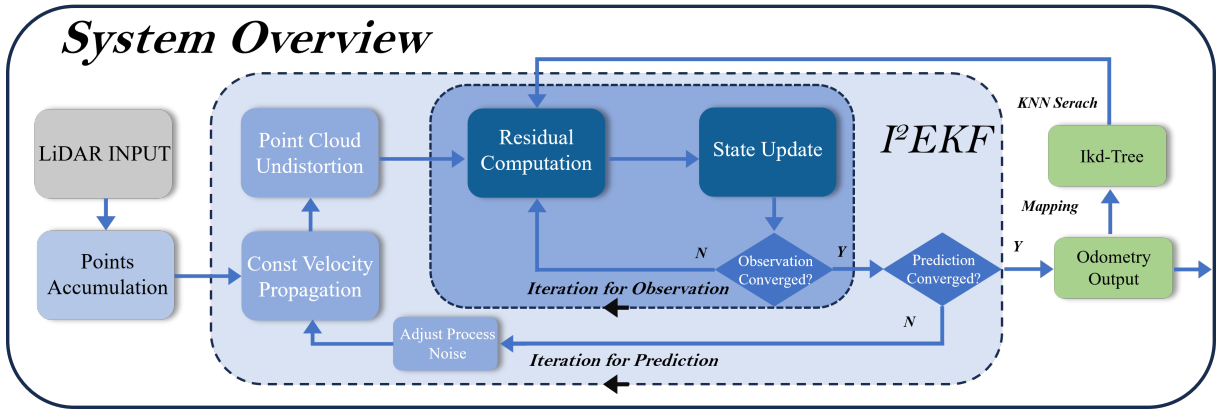 System Overview
LiDAR INPUT
Points
Accumulation
Point Cloud
Undistortion
Const Velocity
Propagation
Residual
Computation
State Update
I²EKF
KNN Serach
Ikd-Tree
Mapping
Observation
Converged?
N
Y
Prediction
Converged?
Y
N
Odometry
Output
Iteration for Observation
Adjust Process
Noise
Iteration for Prediction